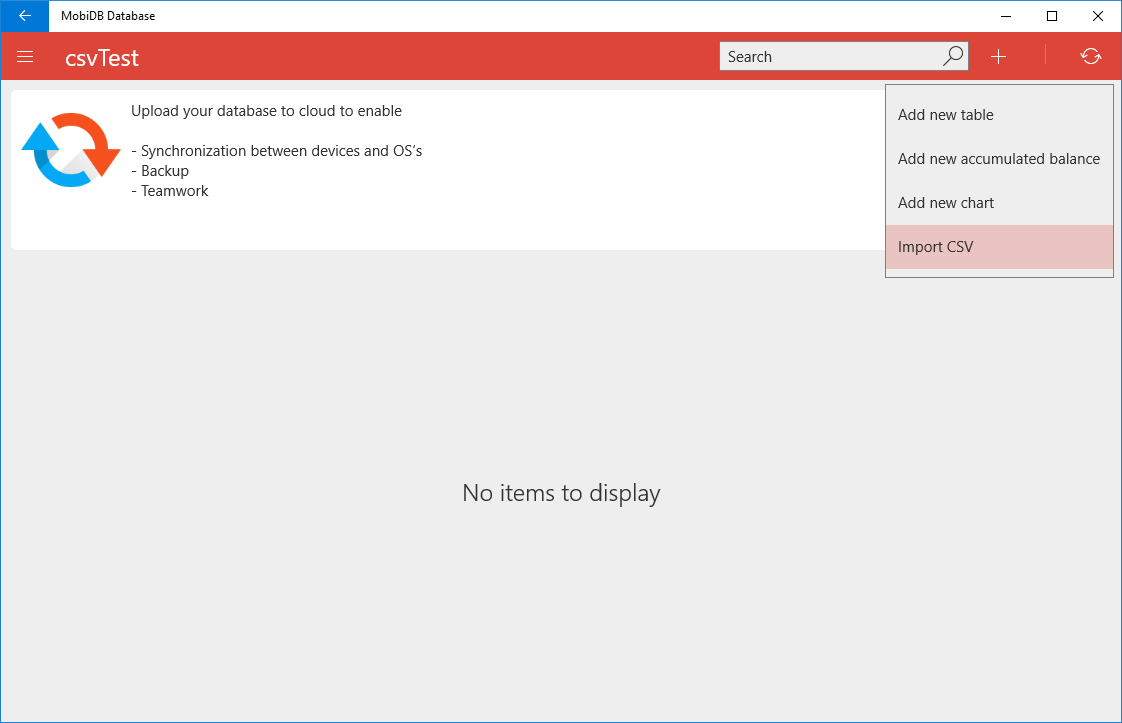 MobiDB Database
csvTest
Search
Upload your database to cloud to enable
- Synchronization between devices and OS's
- Backup
- Teamwork
Add new table
Add new accumulated balance
Add new chart
Import CSV
No items to display